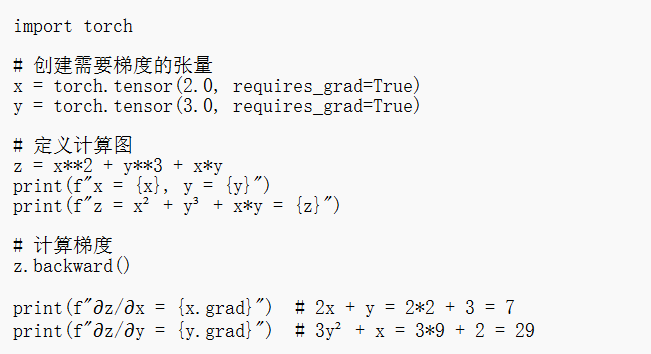 import torch
# 创建需要梯度的张量
x = torch.tensor(2.0, requires_grad=True)
y = torch.tensor(3.0, requires_grad=True)
# 定义计算图
z = x**2 + y**3 + x*y
print(f"x = {x}, y = {y}")
print(f"z = x² + y³ + x*y = {z}")
# 计算梯度
z.backward()
print(f"∂z/∂x = {x.grad}")  # 2x + y = 2*2 + 3 = 7
print(f"∂z/∂y = {y.grad}")  # 3y² + x = 3*9 + 2 = 29